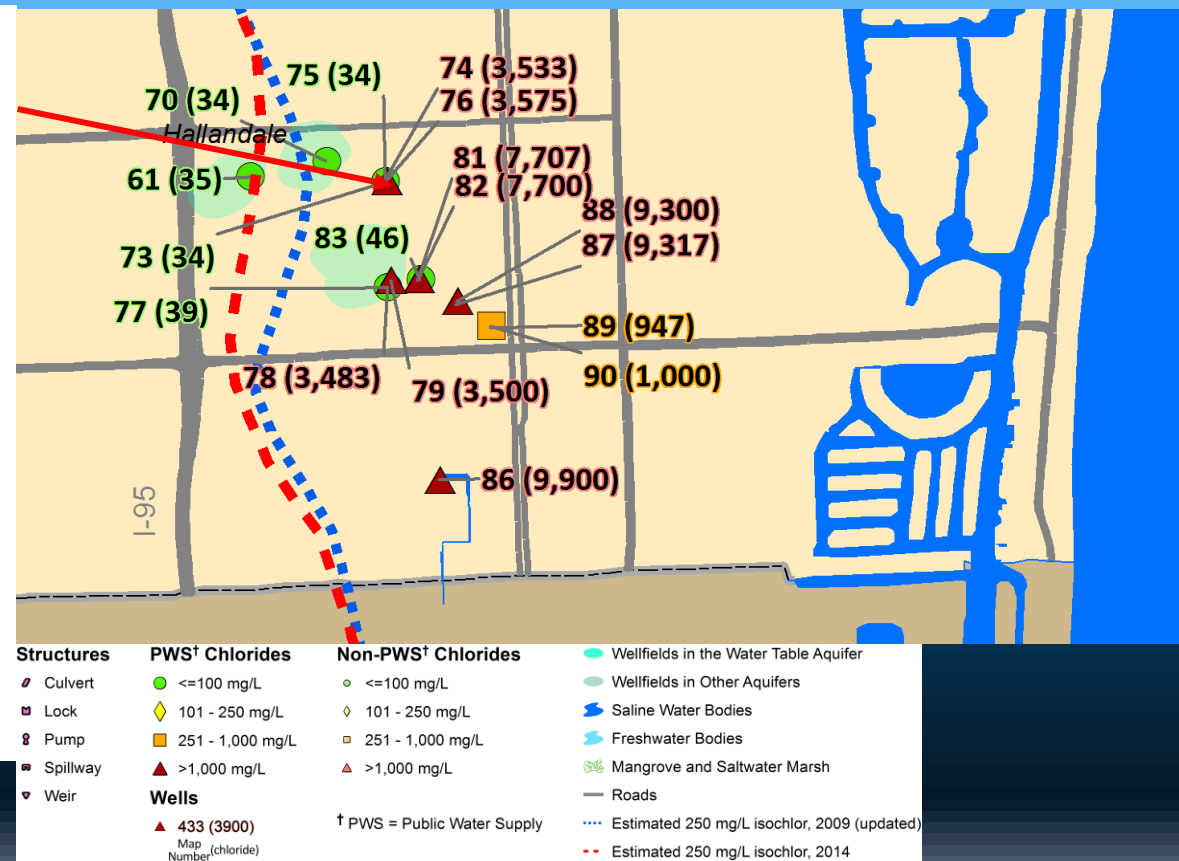 75 (34)
74 (3,533)
70 (34)
76 (3,575)
Hallandale
81 (7,707)
61 (35)
82 (7,700)
88 (9,300)
83 (46)
87 (9,317)
73 (34)
77 (39)
89 (947)
78 (3,483)
79 (3,500)
90 (1,000)
86 (9,900)
I-95
Structures
Culvert
Lock
Pump
Spillway
Weir
PWS† Chlorides
<=100 mg/L
101 - 250 mg/L
251 - 1,000 mg/L
>1,000 mg/L
Wells
433 (3900)
Map
Number (chloride)
Non-PWS† Chlorides
<=100 mg/L
101 - 250 mg/L
251 - 1,000 mg/L
>1,000 mg/L
† PWS = Public Water Supply
Wellfields in the Water Table Aquifer
Wellfields in Other Aquifers
Saline Water Bodies
Freshwater Bodies
Mangrove and Saltwater Marsh
Roads
Estimated 250 mg/L isochlor, 2009 (updated)
Estimated 250 mg/L isochlor, 2014